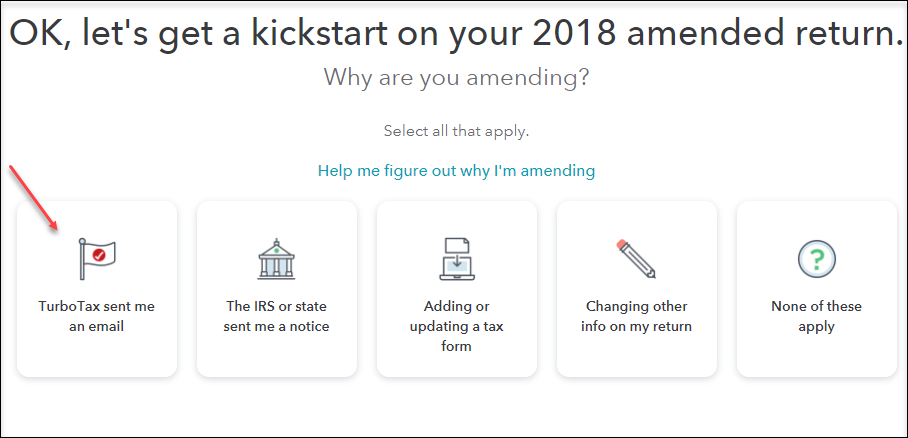 OK, let's get a kickstart on your 2018 amended return.
Why are you amending?
Select all that apply.
Help me figure out why I'm amending
TurboTax sent me
an email
The IRS or state
sent me a notice
Adding or
updating a tax
form
Changing other
info on my return
?
None of these
apply